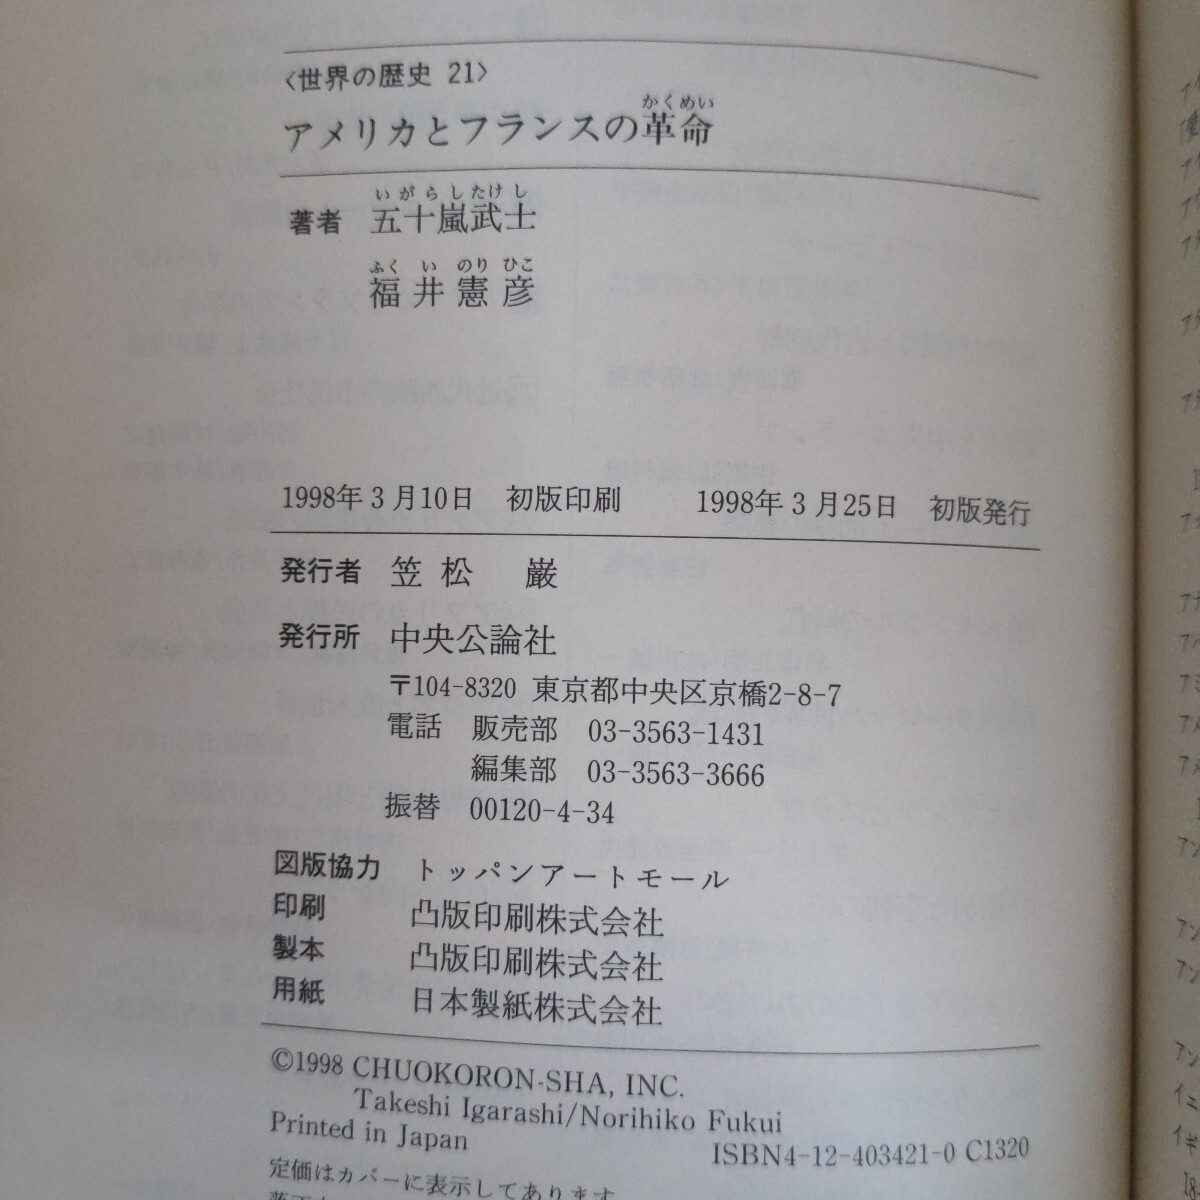 〈世界の歴史 21〉
かくめい
アメリカとフランスの革命
いがらしたけし
著者 五十嵐武士
ふくいのりひこ
福井憲彦
1998年3月10日 初版印刷 1998年3月25日 初版発行
発行者 笠松 巌
発行所 中央公論社
〒104-8320 東京都中央区京橋2-8-7
電話 販売部 03-3563-1431
編集部 03-3563-3666
振替 00120-4-34
図版協力 トッパンアートモール
印刷 凸版印刷株式会社
製本 凸版印刷株式会社
用紙 日本製紙株式会社
©1998 CHUOKORON-SHA, INC.
Takeshi Igarashi/Norihiko Fukui
Printed in Japan ISBN4-12-403421-0 C1320
定価はカバーに表示してあります